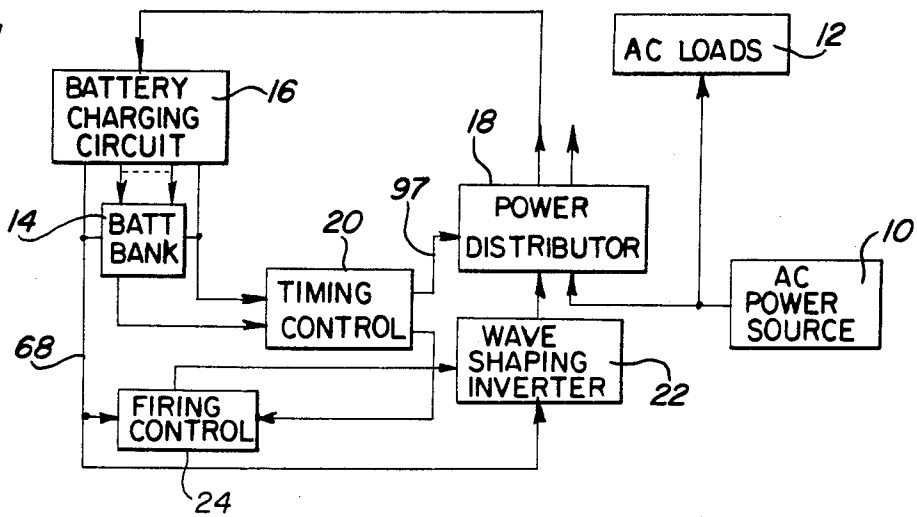 BATTERY
CHARGING
CIRCUIT
16
AC LOADS
12
18
POWER
DISTRIBUTOR
97
14
BATT
BANK
20
TIMING
CONTROL
10
AC
POWER
SOURCE
68
WAVE
SHAPING
INVERTER
22
FIRING
CONTROL
24